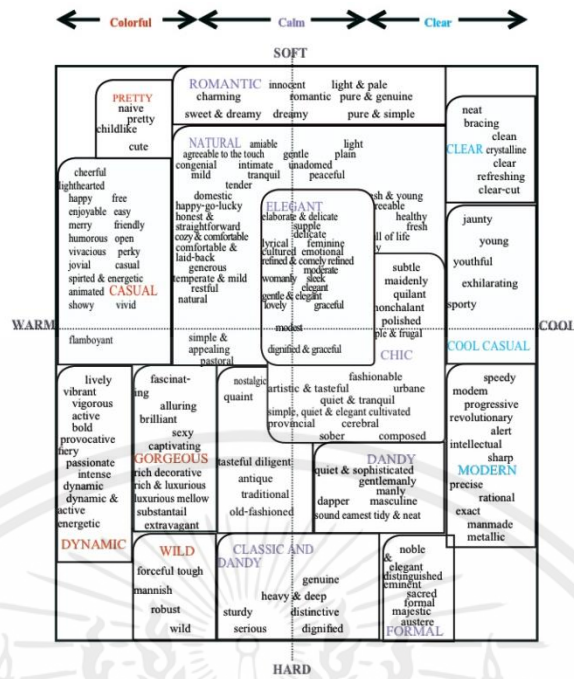 Colorful
Calm
Clear
SOFT
ROMANTIC innocent light & pale
charming romantic pure & genuine
sweet & dreamy dreamy pure & simple
PRETTY
naive
pretty
childlike
cute
neat
bracing
clean
CLEAR crystalline
clear
refreshing
clear-cut
NATURAL amiable light
agreeable to the touch gentle plain
congenial intimate unadomed
mild tranquil peaceful
tender
domestic
happy-go-lucky
honest &
straightforward
cozy & comfortable
comfortable &
laid-back
generous
temperate & mild
restful
natural
simple &
appealing
pastoral
sh & young
reeable
healthy
fresh
ll of life
y
ple & frugal
ELEGANT
elaborate & delicate
supple
delicate
lyrical feminine
cultured emotional
refined & comely refined
moderate
womanly sleek
elegant
gentle & elegant
lovely graceful
modest
dignified & graceful
cheerful
lighthearted
happy free
enjoyable easy
merry friendly
humorous open
vivacious perky
jovial casual
spirted & energetic
animated CASUAL
showy vivid
flamboyant
WARM
COOL
jaunty
young
youthful
exhilarating
sporty
COOL CASUAL
subtle
maidenly
quilant
nonchalant
polished
CHIC
fashionable
artistic & tasteful urbane
quiet & tranquil
simple, quiet & elegant cultivated
provincial cerebral
sober composed
lively
vibrant
vigorous
active
bold
provocative
fiery
passionate
intense
dynamic
dynamic &
active
energetic
DYNAMIC
fascinat-
ing
alluring
brilliant
sexy
captivating
GORGEOUS
rich decorative
rich & luxurious
luxurious mellow
substantail
extravagant
nostalgic
quaint
tasteful diligent
antique
traditional
old-fashioned
DANDY
quiet & sophisticated
gentlemanly
manly
dapper masculine
sound earnest tidy & neat
speedy
modem
progressive
revolutionary
alert
intellectual
sharp
MODERN
precise
rational
exact
manmade
metallic
WILD
forceful tough
mannish
robust
wild
CLASSIC AND
DANDY
genuine
heavy & deep
sturdy distinctive
serious dignified
noble
&
elegant
distinguished
eminent
sacred
formal
majestic
austere
FORMAL
HARD